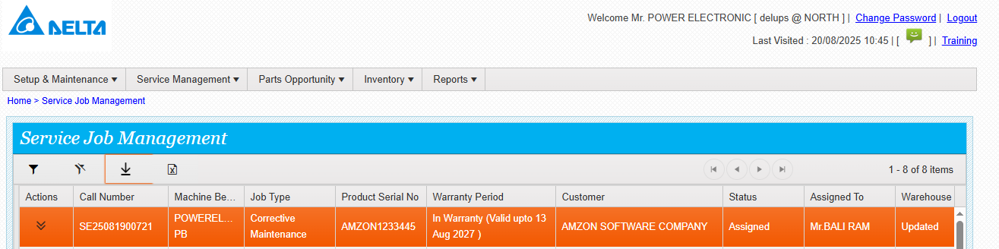 DELTA
Welcome Mr. POWER ELECTRONIC [ delups @ NORTH ] | Change Password | Logout
Last Visited : 20/08/2025 10:45 | [ ] | Training
Setup & Maintenance Service Management Parts Opportunity Inventory Reports
Home > Service Job Management
Service Job Management
1 - 8 of 8 items
Actions Call Number Machine Be... Job Type Product Serial No Warranty Period Customer Status Assigned To Warehouse
SE25081900721 POWEREL... PB Corrective Maintenance AMZON1233445 In Warranty (Valid upto 13 Aug 2027 ) AMZON SOFTWARE COMPANY Assigned Mr.BALI RAM Updated